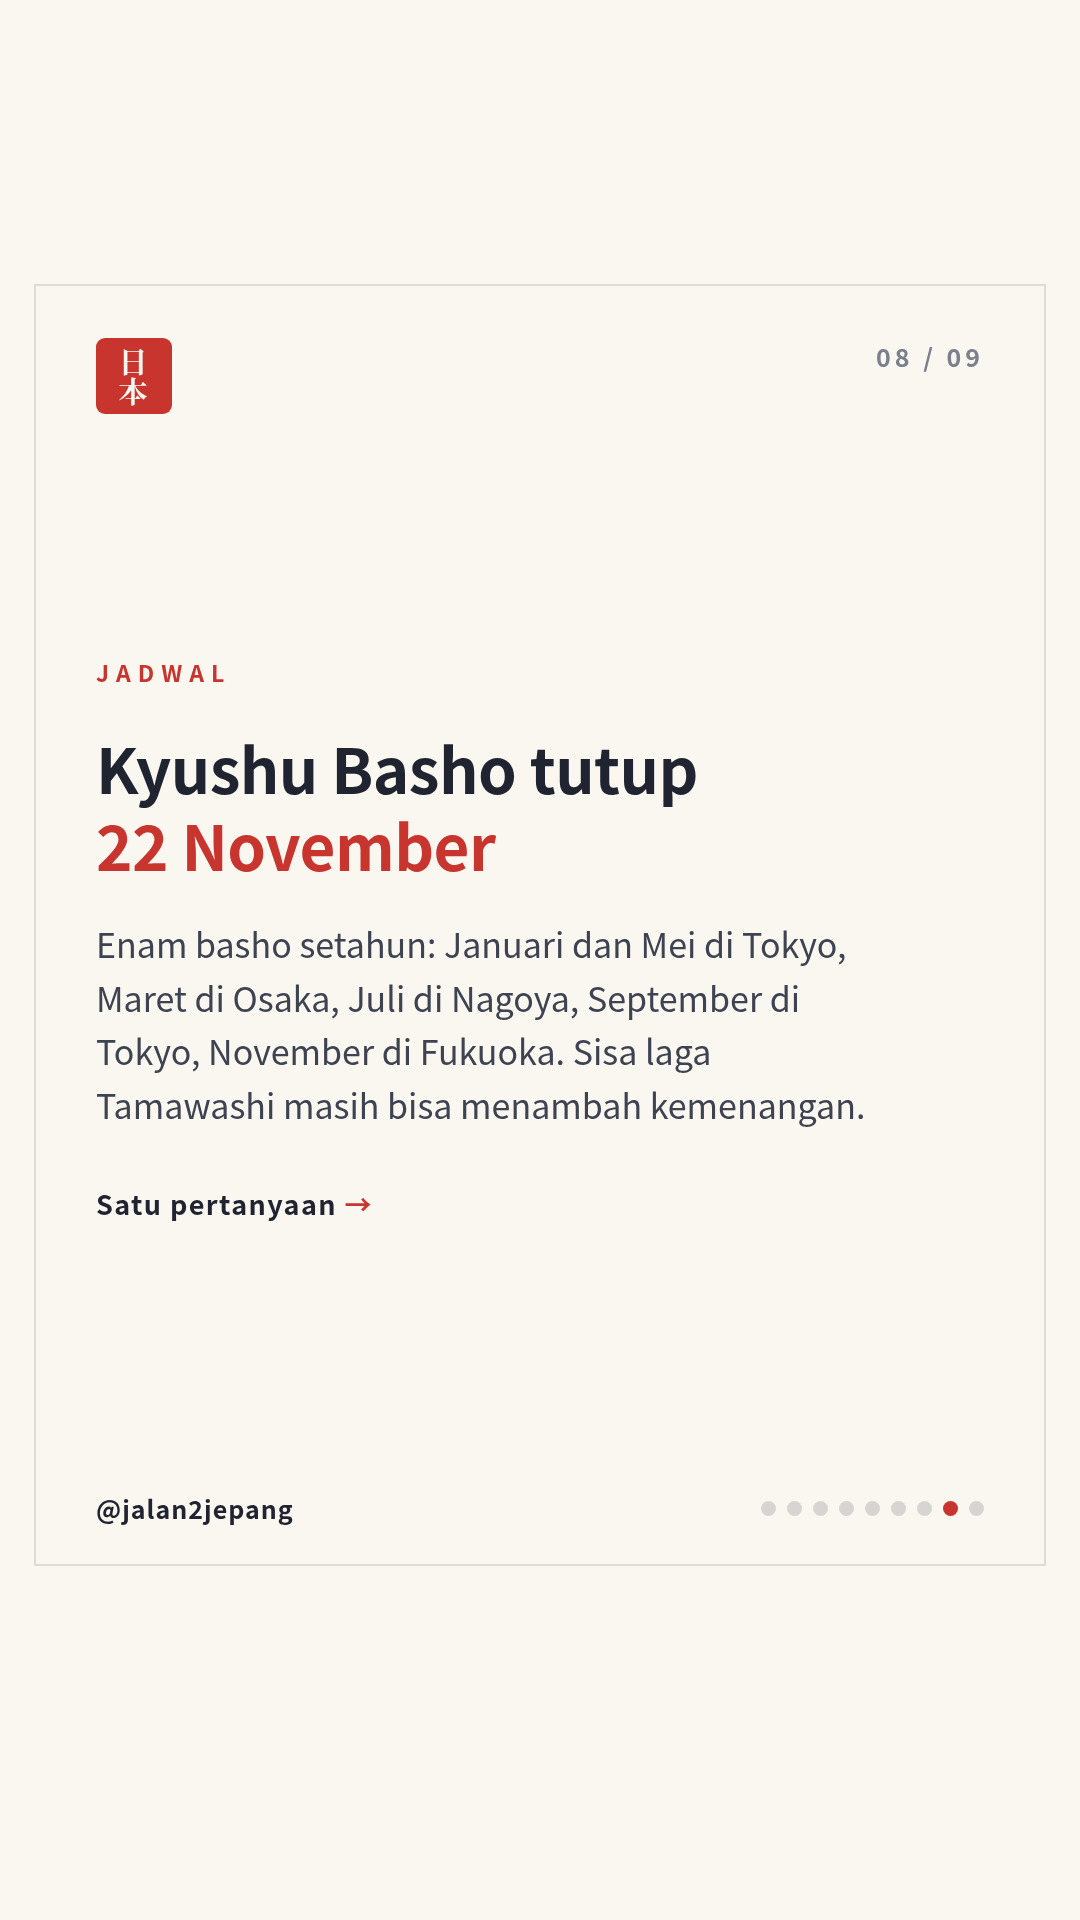 日本
08 / 09
JADWAL
Kyushu Basho tutup
22 November
Enam basho setahun: Januari dan Mei di Tokyo,
Maret di Osaka, Juli di Nagoya, September di
Tokyo, November di Fukuoka. Sisa laga
Tamawashi masih bisa menambah kemenangan.
Satu pertanyaan →
@jalan2jepang